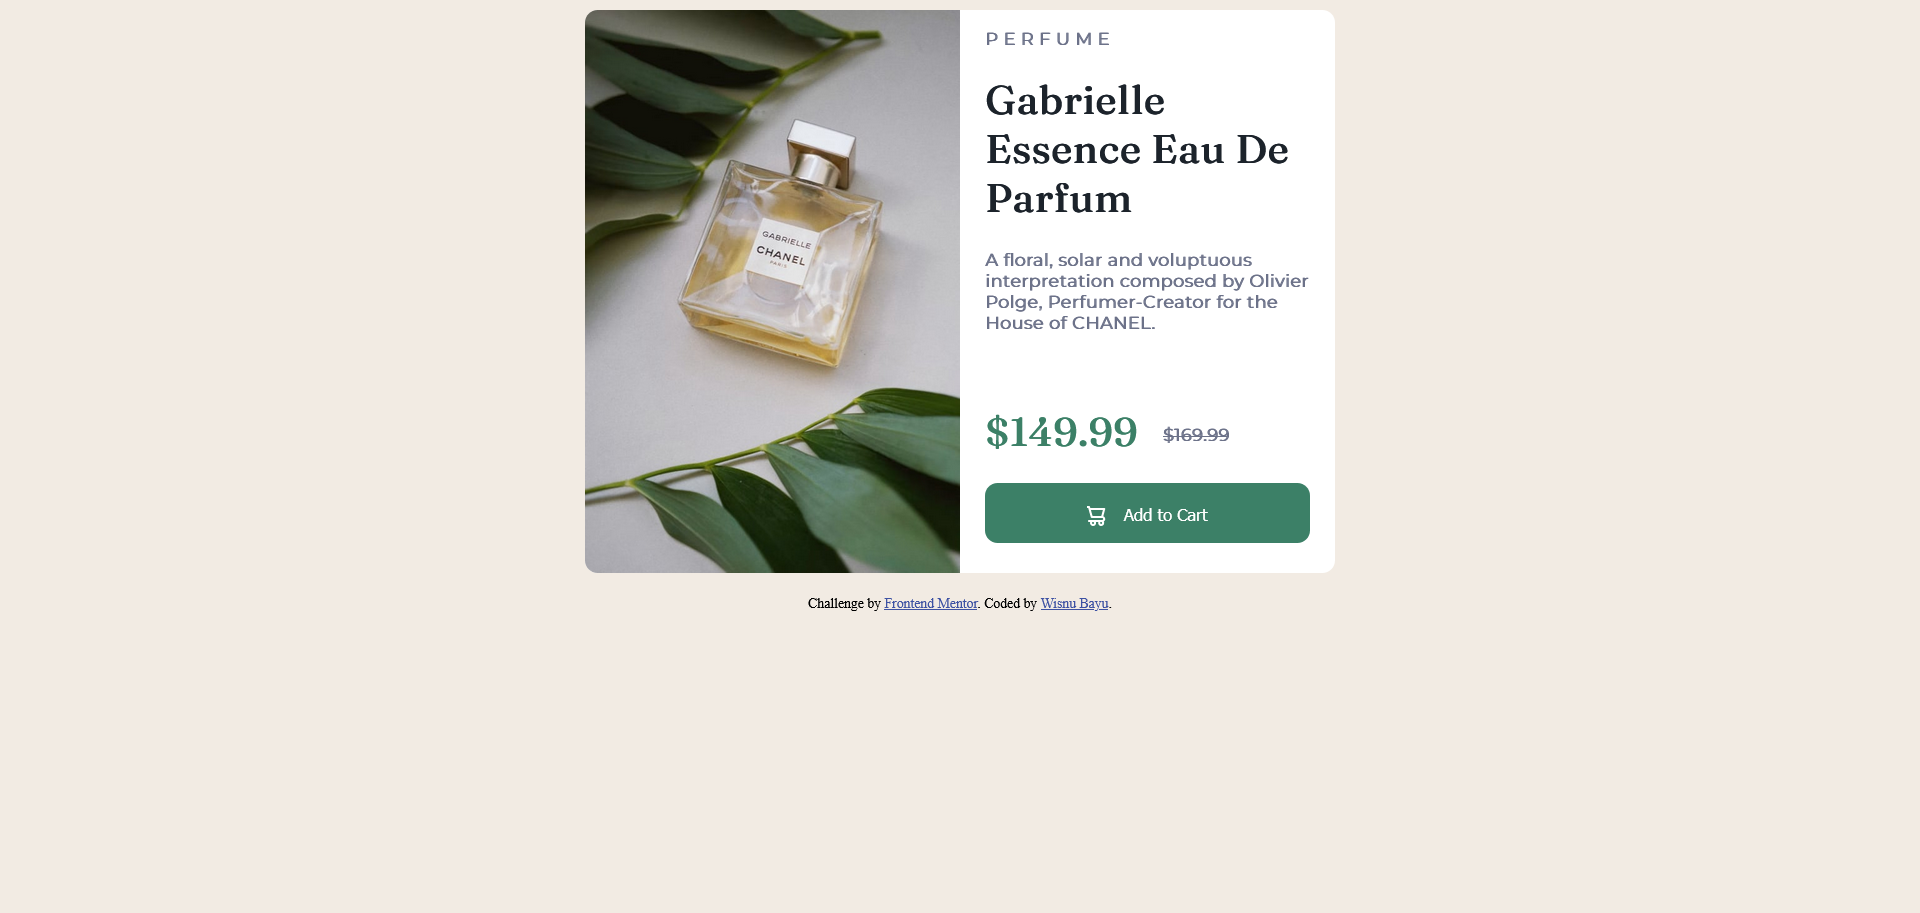 PERFUME
Gabrielle
Essence Eau De
Parfum
A floral, solar and voluptuous
interpretation composed by Olivier
Polge, Perfumer-Creator for the
House of CHANEL.
$149.99 $169.99
Add to Cart
GABRIELLE
CHANEL
PARIS
Challenge by Frontend Mentor. Coded by Wisnu Bayu.